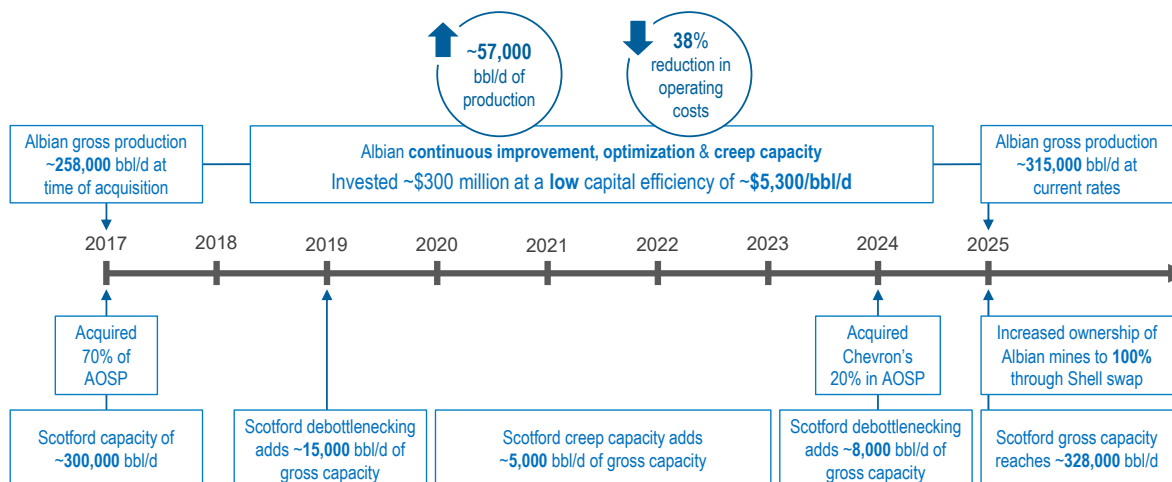 ~57,000
bbl/d of
production
38%
reduction in
operating
costs
Albian gross production
~258,000 bbl/d at
time of acquisition
Albian continuous improvement, optimization & creep capacity
Invested ~$300 million at a low capital efficiency of ~$5,300/bbl/d
Albian gross production
~315,000 bbl/d at
current rates
2017
2018
2019
2020
2021
2022
2023
2024
2025
Acquired
70% of
AOSP
Acquired
Chevron's
20% in AOSP
Increased ownership of
Albian mines to 100%
through Shell swap
Scotford capacity of
~300,000 bbl/d
Scotford debottlenecking
adds ~15,000 bbl/d of
gross capacity
Scotford creep capacity adds
~5,000 bbl/d of gross capacity
Scotford debottlenecking
adds ~8,000 bbl/d of
gross capacity
Scotford gross capacity
reaches ~328,000 bbl/d